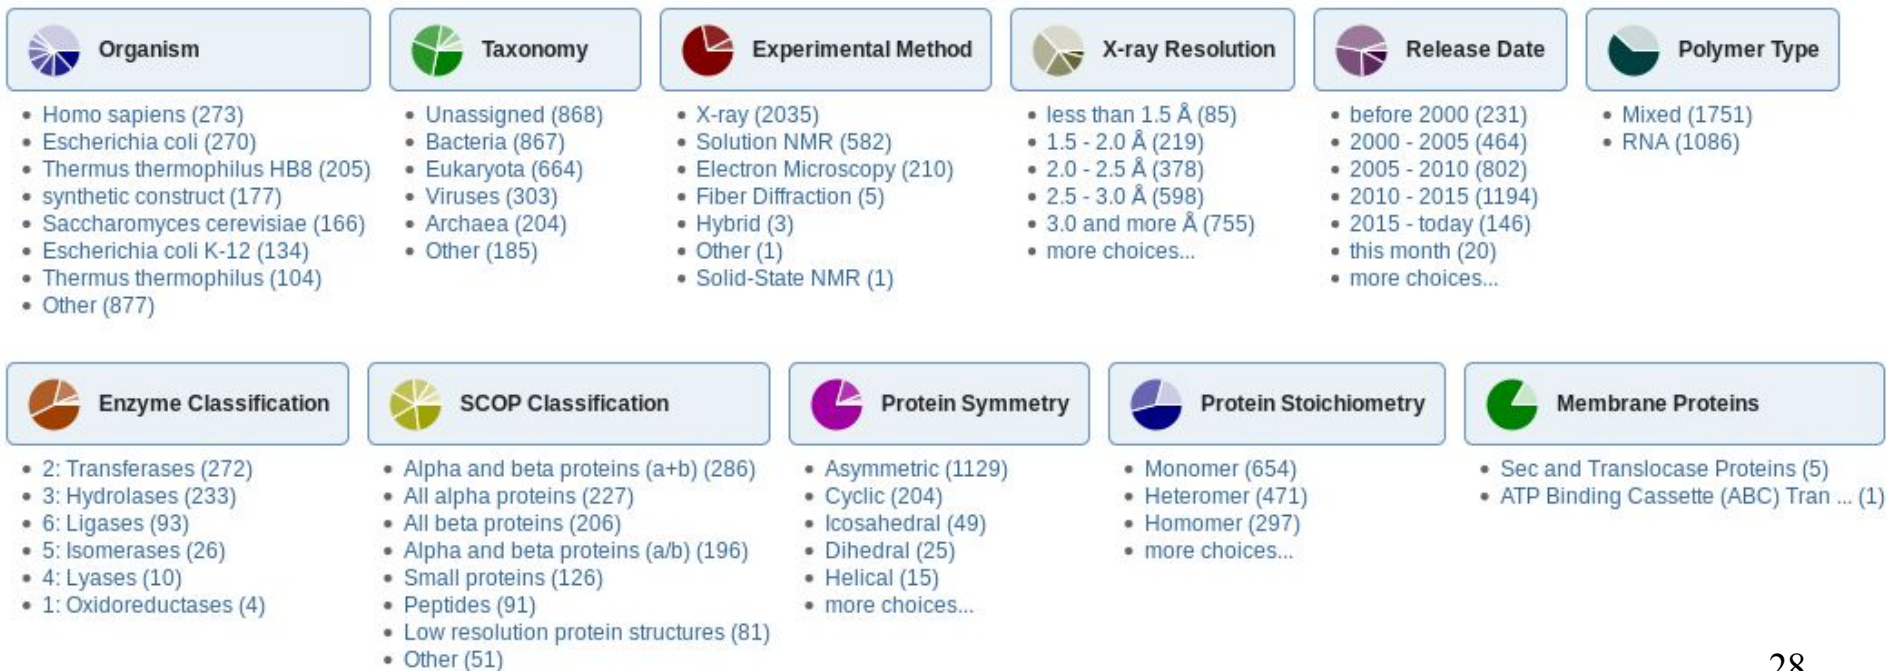 Organism
Homo sapiens (273)
Escherichia coli (270)
Thermus thermophilus HB8 (205)
synthetic construct (177)
Saccharomyces cerevisiae (166)
Escherichia coli K-12 (134)
Thermus thermophilus (104)
Other (877)
Taxonomy
Unassigned (868)
Bacteria (867)
Eukaryota (664)
Viruses (303)
Archaea (204)
Other (185)
Experimental Method
X-ray (2035)
Solution NMR (582)
Electron Microscopy (210)
Fiber Diffraction (5)
Hybrid (3)
Other (1)
Solid-State NMR (1)
X-ray Resolution
less than 1.5 Å (85)
1.5 - 2.0 Å (219)
2.0 - 2.5 Å (378)
2.5 - 3.0 Å (598)
3.0 and more Å (755)
more choices...
Release Date
before 2000 (231)
2000 - 2005 (464)
2005 - 2010 (802)
2010 - 2015 (1194)
2015 - today (146)
this month (20)
more choices...
Polymer Type
Mixed (1751)
RNA (1086)
Enzyme Classification
2: Transferases (272)
3: Hydrolases (233)
6: Ligases (93)
5: Isomerases (26)
4: Lyases (10)
1: Oxidoreductases (4)
SCOP Classification
Alpha and beta proteins (a+b) (286)
All alpha proteins (227)
All beta proteins (206)
Alpha and beta proteins (a/b) (196)
Small proteins (126)
Peptides (91)
Low resolution protein structures (81)
Other (51)
Protein Symmetry
Asymmetric (1129)
Cyclic (204)
Icosahedral (49)
Dihedral (25)
Helical (15)
more choices...
Protein Stoichiometry
Monomer (654)
Heteromer (471)
Homomer (297)
more choices...
Membrane Proteins
Sec and Translocase Proteins (5)
ATP Binding Cassette (ABC) Tran ... (1)
28